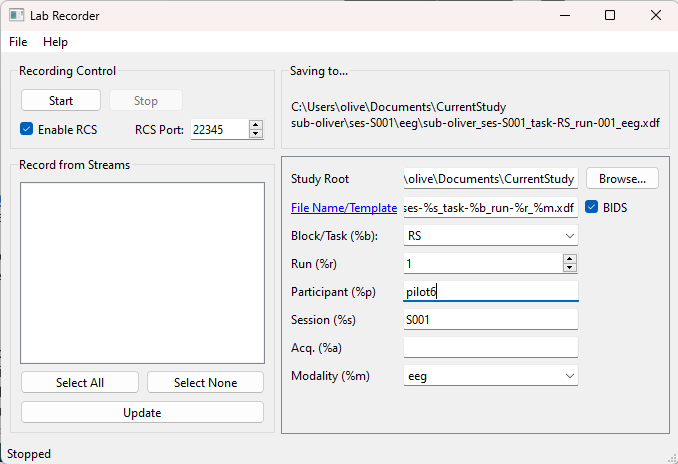 Lab Recorder
File Help
Recording Control
Start Stop
Enable RCS RCS Port: 22345
Record from Streams
Select All Select None
Update
Saving to...
C:\Users\olive\Documents\CurrentStudy
sub-oliver\ses-S001\eeg\sub-oliver_ses-S001_task-RS_run-001_eeg.xdf
Study Root \olive\Documents\CurrentStudy Browse...
File Name/Template ses-%s_task-%b_run-%r_%m.xdf BIDS
Block/Task (%b): RS
Run (%r) 1
Participant (%p) pilot6
Session (%s) S001
Acq. (%a)
Modality (%m) eeg
Stopped